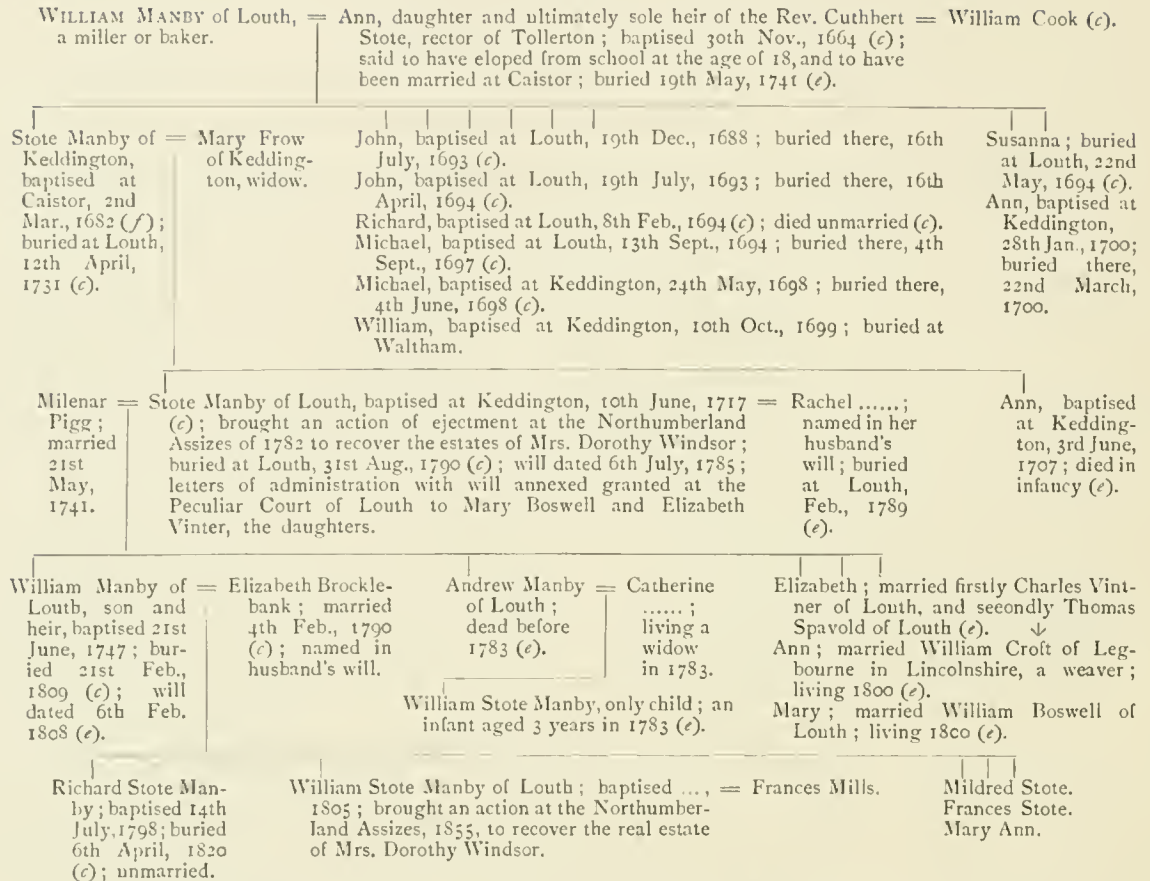 WILLIAM MANBY of Louth, = Ann, daughter and ultimately sole heir of the Rev. Cuthbert = William Cook (c).
a miller or baker.
Stote, rector of Tollerton ; baptised 30th Nov., 1664 (c) ;
said to have eloped from school at the age of 18, and to have
been married at Caistor ; buried 19th May, 1741 (e).
Stote Manby of =
Keddington,
baptised at
Caistor, 2nd
Mar., 1682 (f) ;
buried at Louth,
12th April,
1731 (c).
Mary Frow
of Kedding-
ton, widow.
John, baptised at Louth, 19th Dec., 1688 ; buried there, 16th
July, 1693 (c).
John, baptised at Louth, 19th July, 1693 ; buried there, 16th
April, 1694 (c).
Richard, baptised at Louth, 8th Feb., 1694 (c) ; died unmarried (c).
Michael, baptised at Louth, 13th Sept., 1694 ; buried there, 4th
Sept., 1697 (c).
Michael, baptised at Keddington, 24th May, 1698 ; buried there,
4th June, 1698 (c).
William, baptised at Keddington, 10th Oct., 1699 ; buried at
Waltham.
Susanna ; buried
at Louth, 22nd
May, 1694 (c).
Ann, baptised at
Keddington,
28th Jan., 1700;
buried there,
22nd March,
1700.
Milenar =
Pigg ;
married
21st
May,
1741.
Stote Manby of Louth, baptised at Keddington, 10th June, 1717 =
(c) ; brought an action of ejectment at the Northumberland
Assizes of 1782 to recover the estates of Mrs. Dorothy Windsor ;
buried at Louth, 31st Aug., 1790 (c) ; will dated 6th July, 1785 ;
letters of administration with will annexed granted at the
Peculiar Court of Louth to Mary Boswell and Elizabeth
Vinter, the daughters.
Rachel ...... ;
named in her
husband's
will ; buried
at Louth,
Feb., 1789
(e).
Ann, baptised
at Kedding-
ton, 3rd June,
1707 ; died in
infancy (e).
William Manby of =
Louth, son and
heir, baptised 21st
June, 1747 ; bur-
ied 21st Feb.,
1809 (c) ; will
dated 6th Feb.
1808 (e).
Elizabeth Brockle-
bank ; married
4th Feb., 1790
(c) ; named in
husband's will.
Andrew Manby =
of Louth ;
dead before
1783 (e).
Catherine
...... ;
living a
widow
in 1783.
William Stote Manby, only child ; an
infant aged 3 years in 1783 (e).
Elizabeth ; married firstly Charles Vint-
ner of Louth, and seeondly Thomas
Spavold of Louth (e). ↓
Ann ; married William Croft of Leg-
bourne in Lincolnshire, a weaver ;
living 1800 (e).
Mary ; married William Boswell of
Louth ; living 1800 (e).
Richard Stote Man-
by ; baptised 14th
July, 1798; buried
6th April, 1820
(c) ; unmarried.
William Stote Manby of Louth ; baptised ..., = Frances Mills.
1805 ; brought an action at the Northumber-
land Assizes, 1855, to recover the real estate
of Mrs. Dorothy Windsor.
Mildred Stote.
Frances Stote.
Mary Ann.